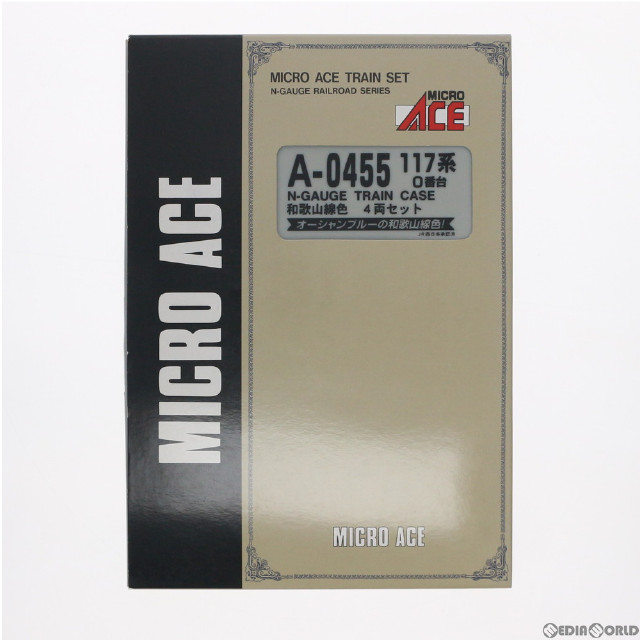 MICRO ACE TRAIN SET
N-GAUGE RAILROAD SERIES
MICRO
ACE
A-0455 117系
0番台
N-GAUGE TRAIN CASE
和歌山線色 4両セット
オーシャンブルーの和歌山線色!
MICRO ACE
MICRO ACE
MEDIAWORLD